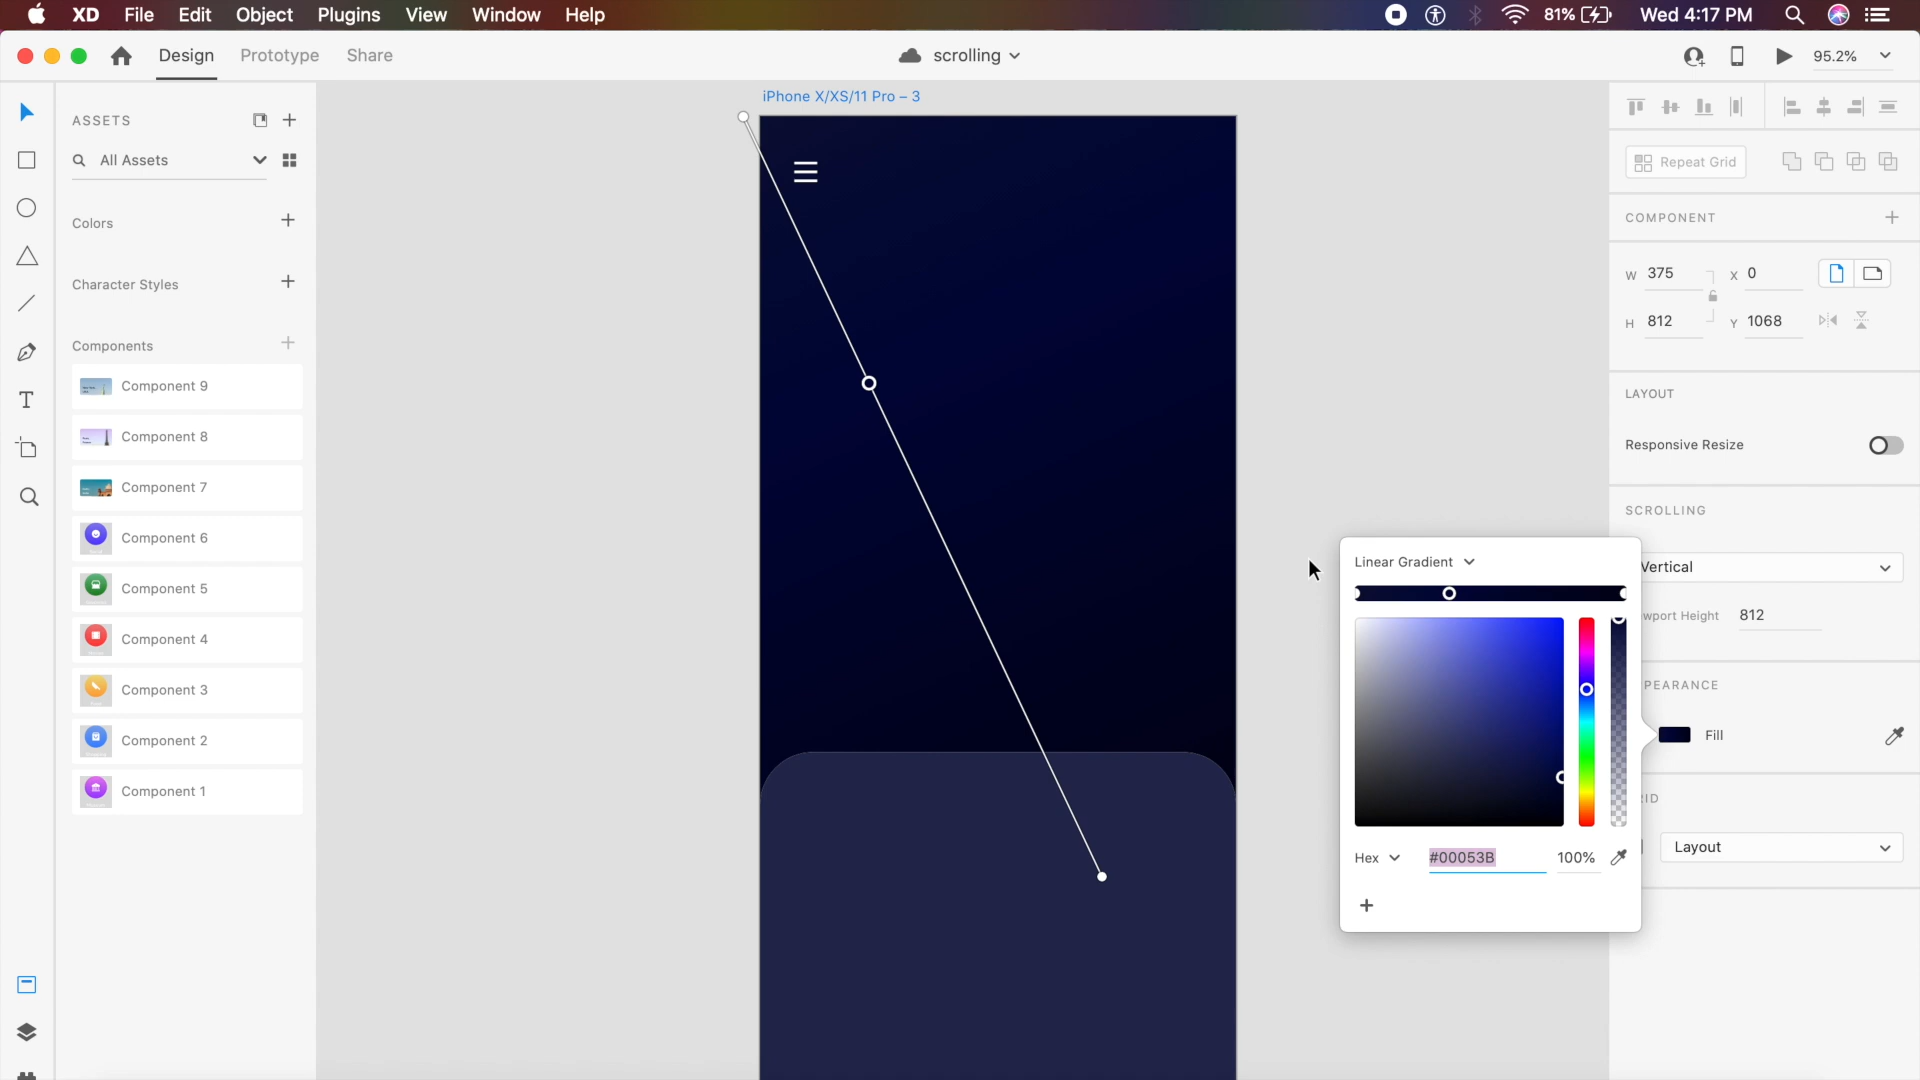 XD File Edit Object Plugins View Window Help 81% Wed 4:17 PM
Design Prototype Share scrolling 95.2%
ASSETS
All Assets
Colors
Character Styles
Components
Component 9
Component 8
Component 7
Component 6
Component 5
Component 4
Component 3
Component 2
Component 1
iPhone X/XS/11 Pro – 3
Linear Gradient
Hex #00053B 100%
Repeat Grid
COMPONENT
W 375 X 0
H 812 Y 1068
LAYOUT
Responsive Resize
SCROLLING
Vertical
wport Height 812
PEARANCE
Fill
ID
Layout